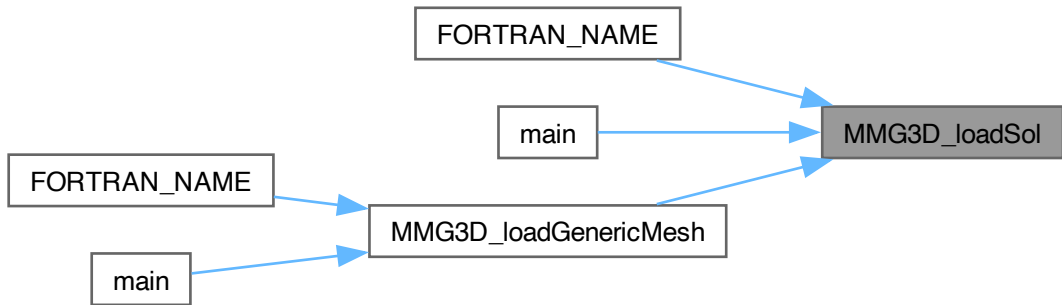 FORTRAN_NAME
main
MMG3D_loadSol
FORTRAN_NAME
MMG3D_loadGenericMesh
main